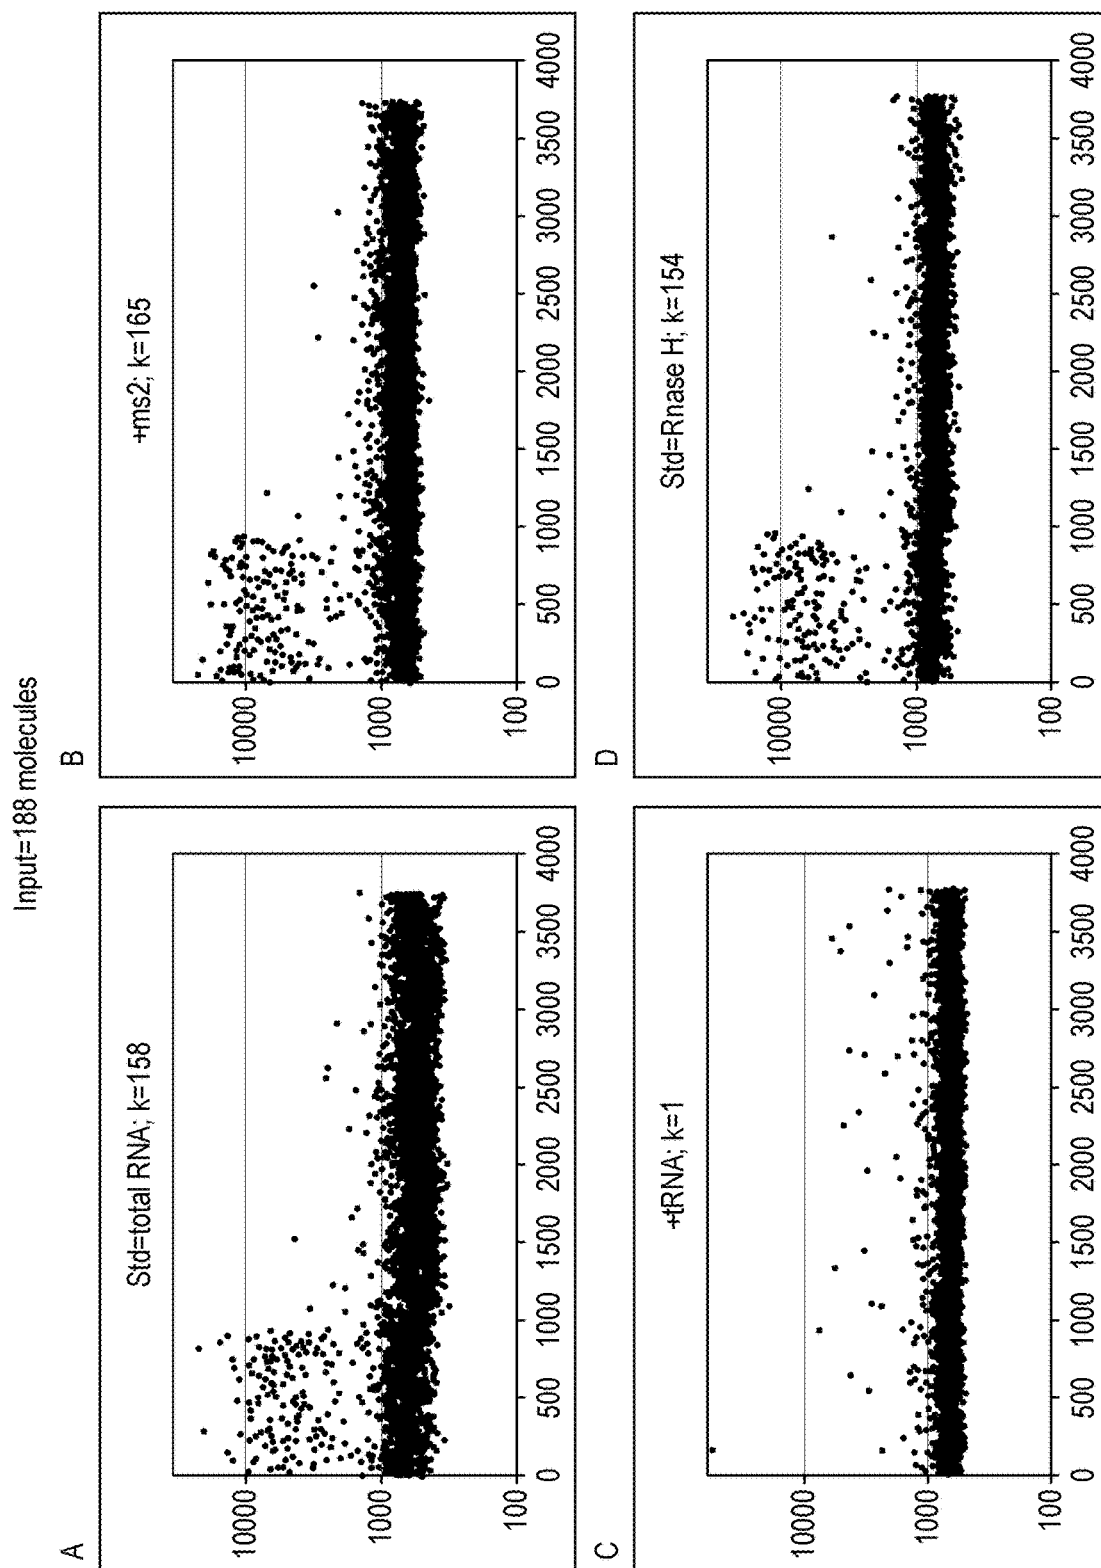 Input=188 molecules
A
Std=total RNA; k=158
10000
1000
100
0 500 1000 1500 2000 2500 3000 3500 4000
B
+ms2; k=165
10000
1000
100
0 500 1000 1500 2000 2500 3000 3500 4000
C
+tRNA; k=1
10000
1000
100
0 500 1000 1500 2000 2500 3000 3500 4000
D
Std=Rnase H; k=154
10000
1000
100
0 500 1000 1500 2000 2500 3000 3500 4000